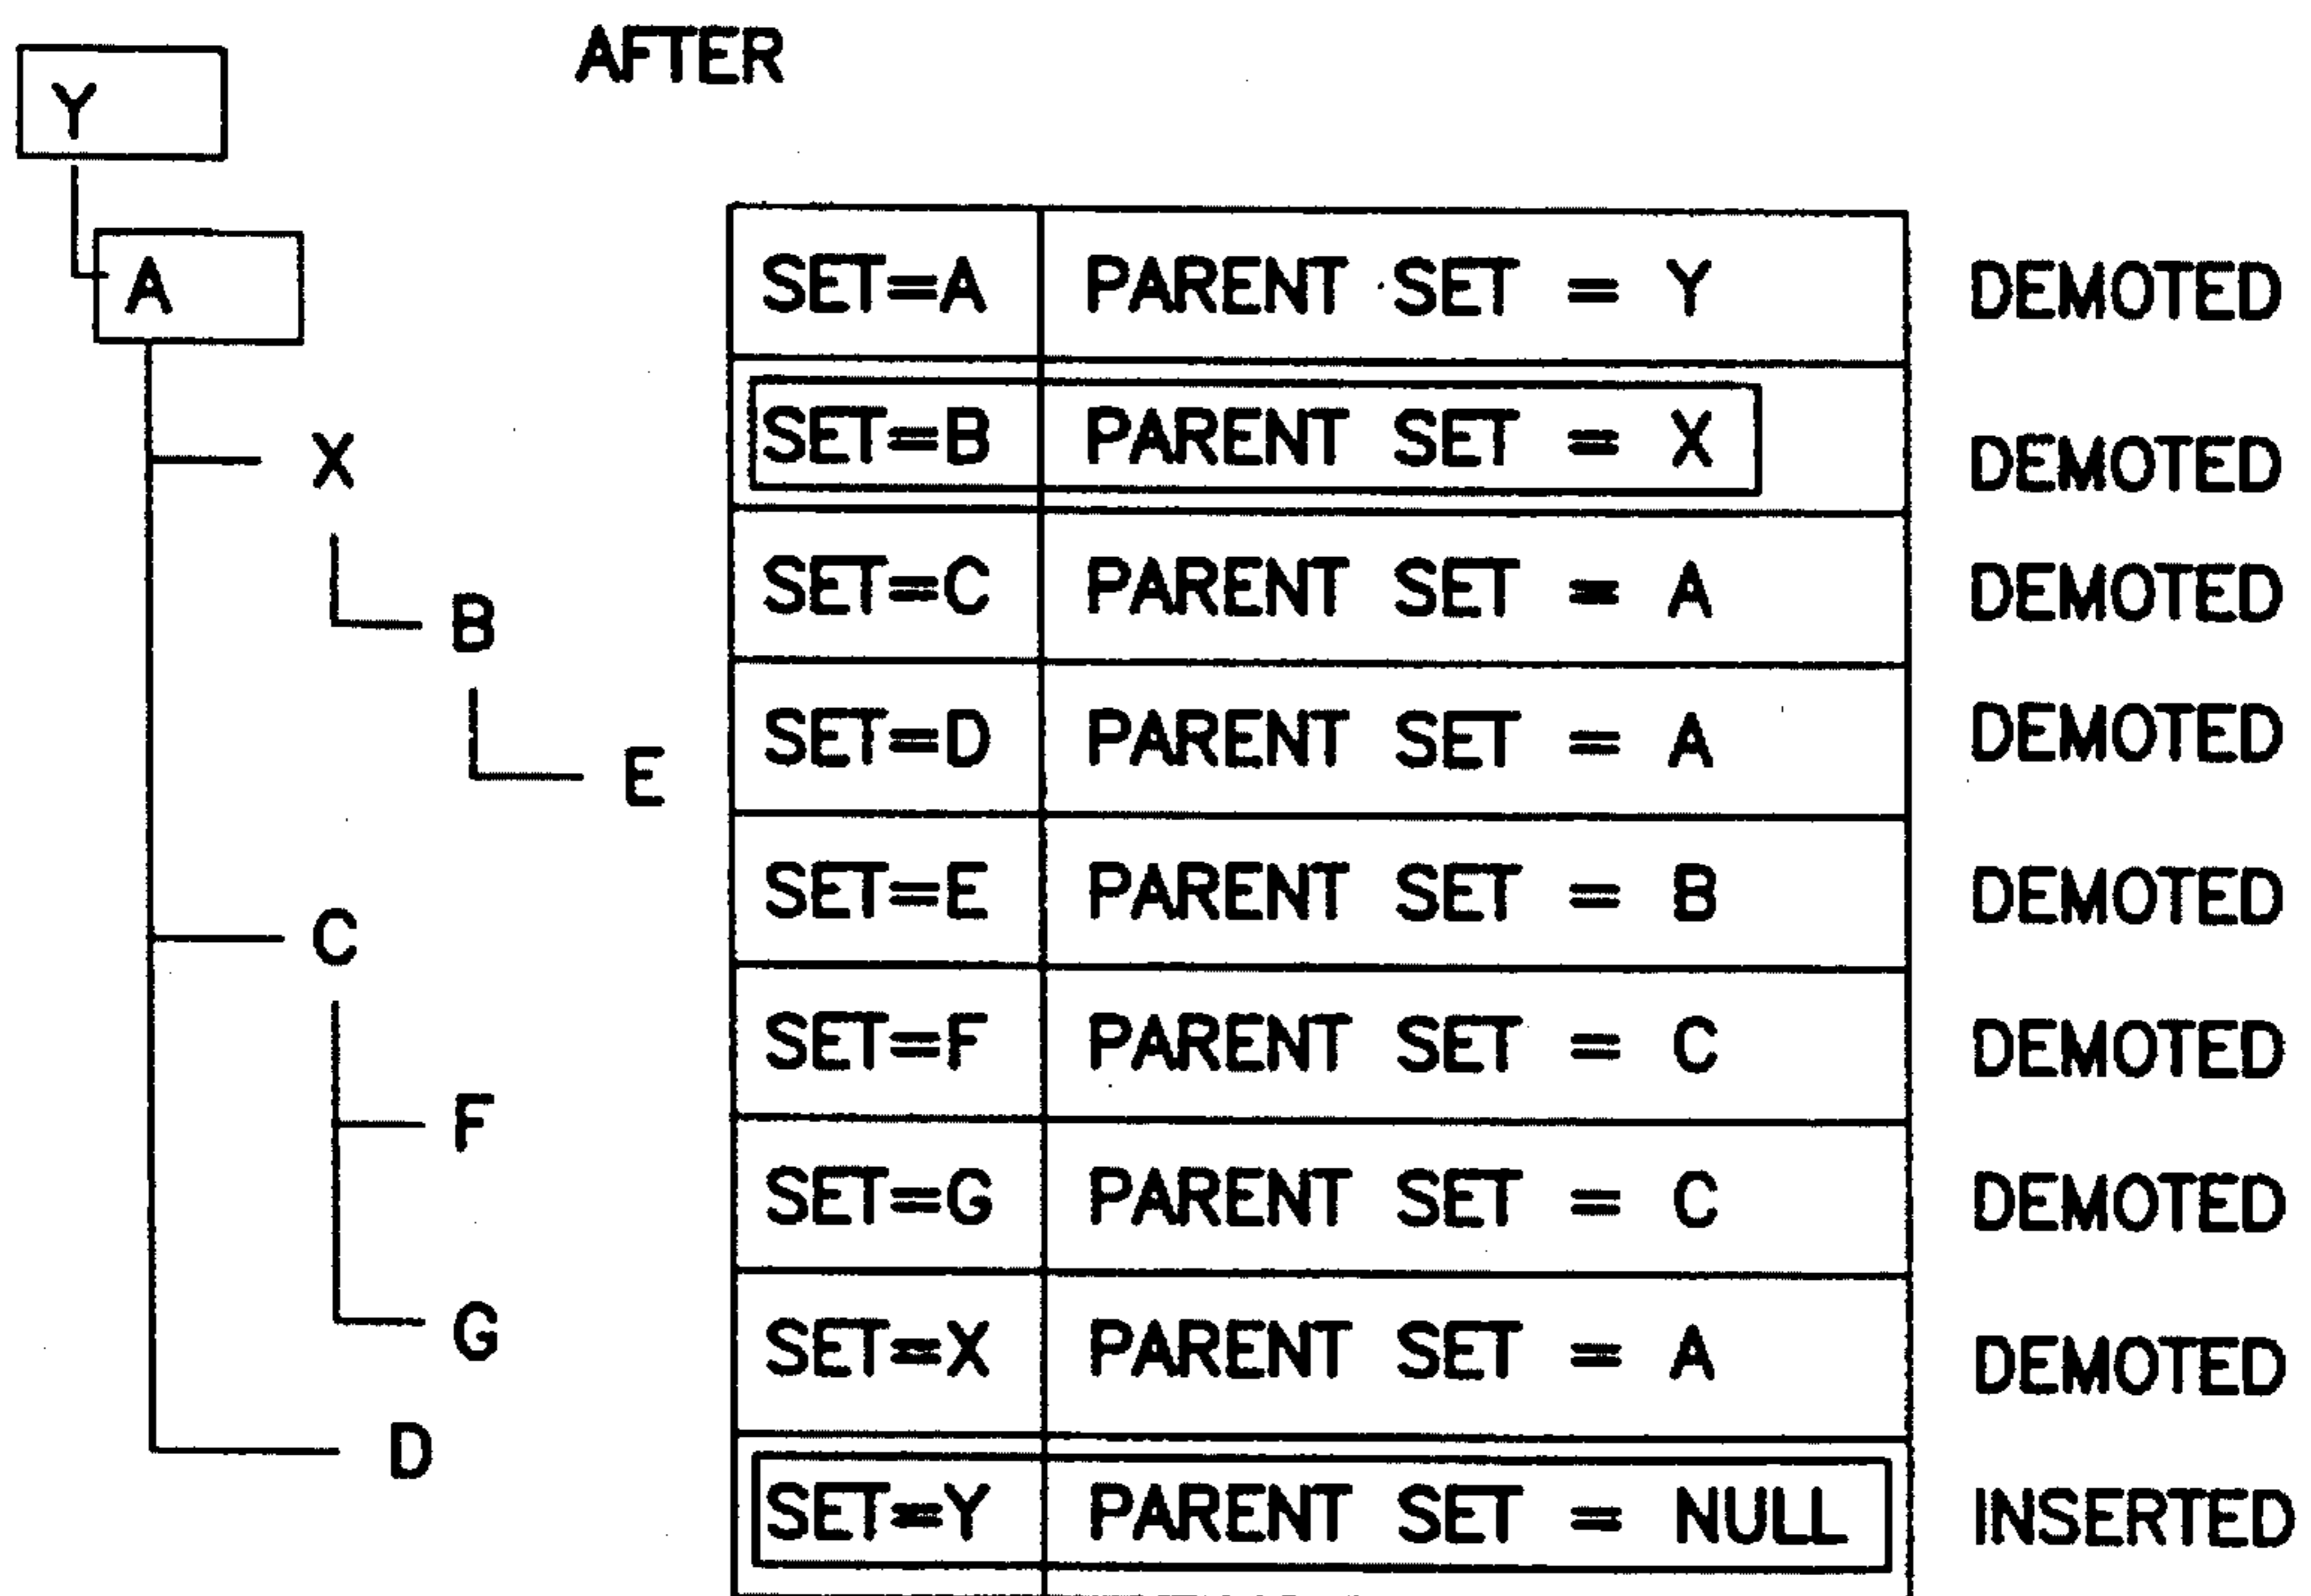 AFTER
Y
A
X
B
E
C
F
G
D
SET=A PARENT SET = Y DEMOTED
SET=B PARENT SET = X DEMOTED
SET=C PARENT SET = A DEMOTED
SET=D PARENT SET = A DEMOTED
SET=E PARENT SET = B DEMOTED
SET=F PARENT SET = C DEMOTED
SET=G PARENT SET = C DEMOTED
SET=X PARENT SET = A DEMOTED
SET=Y PARENT SET = NULL INSERTED